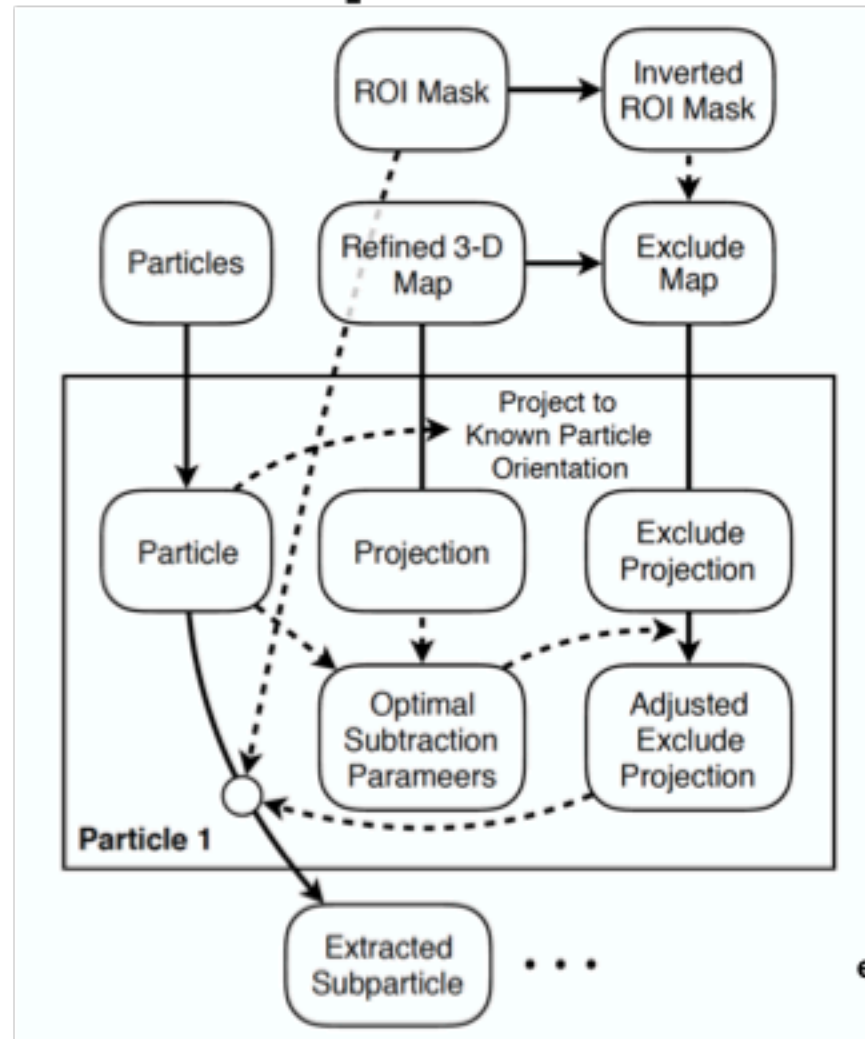 ROI Mask
Inverted
ROI Mask
Particles
Refined 3-D
Map
Exclude
Map
Project to
Known Particle
Orientation
Particle
Projection
Exclude
Projection
Optimal
Subtraction
Parameers
Adjusted
Exclude
Projection
Particle 1
Extracted
Subparticle
• • •
e